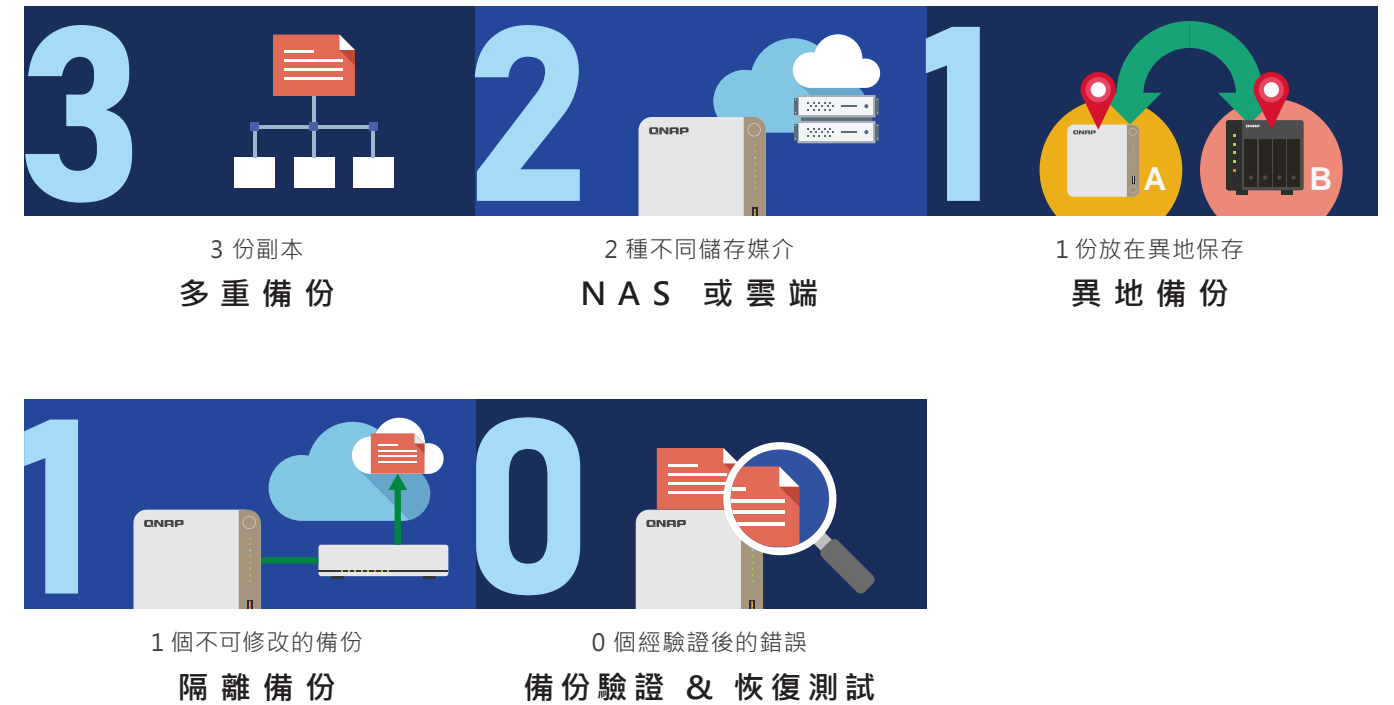 3
2
QNAP
1
QNAP
A
QNAP
B
3 份副本
2 種不同儲存媒介
1 份放在異地保存
多重備份
NAS 或雲端
異地備份
1
QNAP
0
QNAP
1 個不可修改的備份
0 個經驗證後的錯誤
隔離備份
備份驗證 & 恢復測試